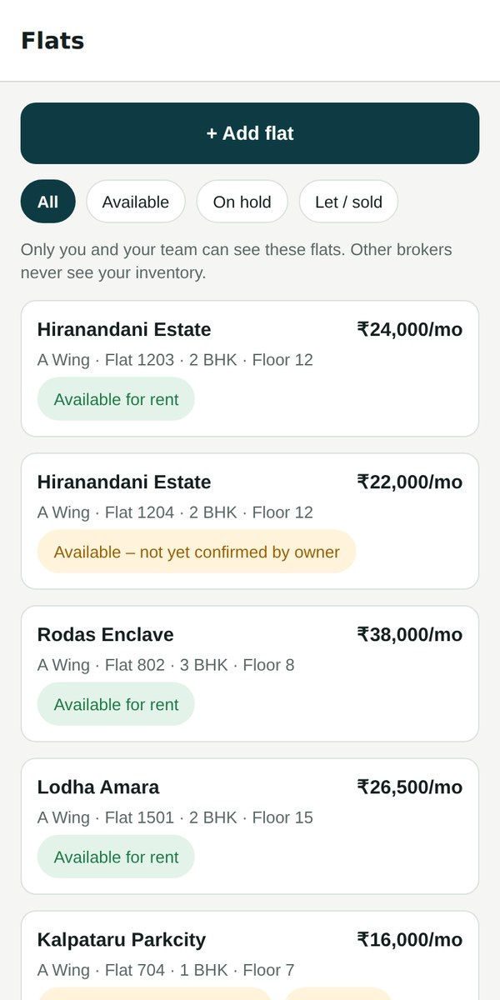 Flats
+ Add flat
All
Available
On hold
Let / sold
Only you and your team can see these flats. Other brokers
never see your inventory.
Hiranandani Estate
₹24,000/mo
A Wing · Flat 1203 · 2 BHK · Floor 12
Available for rent
Hiranandani Estate
₹22,000/mo
A Wing · Flat 1204 · 2 BHK · Floor 12
Available – not yet confirmed by owner
Rodas Enclave
₹38,000/mo
A Wing · Flat 802 · 3 BHK · Floor 8
Available for rent
Lodha Amara
₹26,500/mo
A Wing · Flat 1501 · 2 BHK · Floor 15
Available for rent
Kalpataru Parkcity
₹16,000/mo
A Wing · Flat 704 · 1 BHK · Floor 7